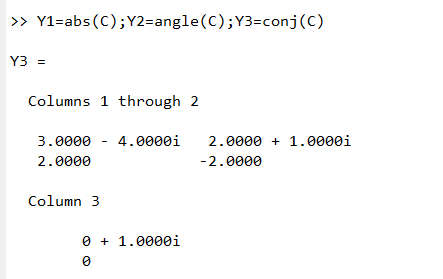 >> Y1=abs(C);Y2=angle(C);Y3=conj(C)
Y3 =
Columns 1 through 2
3.0000 - 4.0000i   2.0000 + 1.0000i
2.0000   -2.0000
Column 3
0 + 1.0000i
0